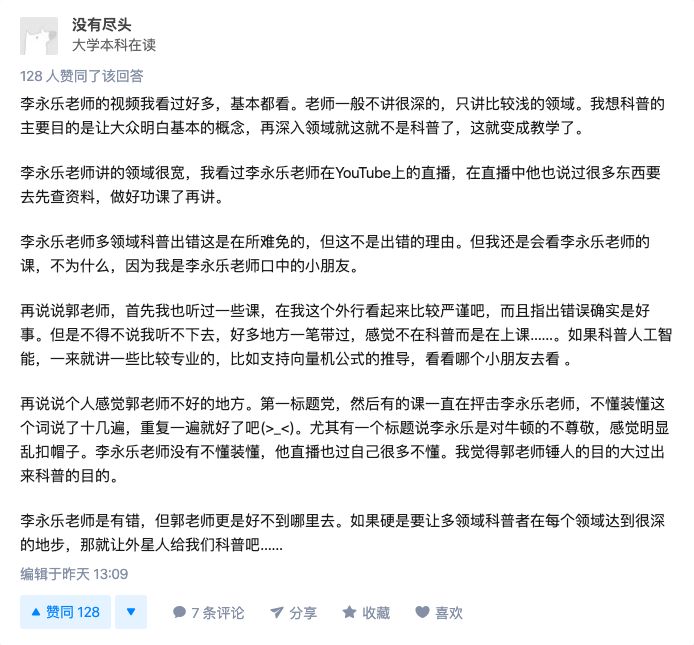 没有尽头
大学本科在读
128 人赞同了该回答
李永乐老师的视频我看过好多，基本都看。老师一般不讲很深的，只讲比较浅的领域。我想科普的
主要目的是让大众明白基本的概念，再深入领域就这就不是科普了，这就变成教学了。
李永乐老师讲的领域很宽，我看过李永乐老师在YouTube上的直播，在直播中他也说过很多东西要
去先查资料，做好功课了再讲。
李永乐老师多领域科普出错这是在所难免的，但这不是出错的理由。但我还是会看李永乐老师的
课，不为什么，因为我是李永乐老师口中的小朋友。
再说说郭老师，首先我也听过一些课，在我这个外行看起来比较严谨吧，而且指出错误确实是好
事。但是不得不说我听不下去，好多地方一笔带过，感觉不在科普而是在上课……。如果科普人工智
能，一来就讲一些比较专业的，比如支持向量机公式的推导，看看哪个小朋友去看 。
再说说个人感觉郭老师不好的地方。第一标题党，然后有的课一直在抨击李永乐老师，不懂装懂这
个词说了十几遍，重复一遍就好了吧(>_<)。尤其有一个标题说李永乐是对牛顿的不尊敬，感觉明显
乱扣帽子。李永乐老师没有不懂装懂，他直播也过自己很多不懂。我觉得郭老师锤人的目的大过出
来科普的目的。
李永乐老师是有错，但郭老师更是好不到哪里去。如果硬是要让多领域科普者在每个领域达到很深
的地步，那就让外星人给我们科普吧……
编辑于昨天 13:09
赞同 128
7 条评论
分享
收藏
喜欢